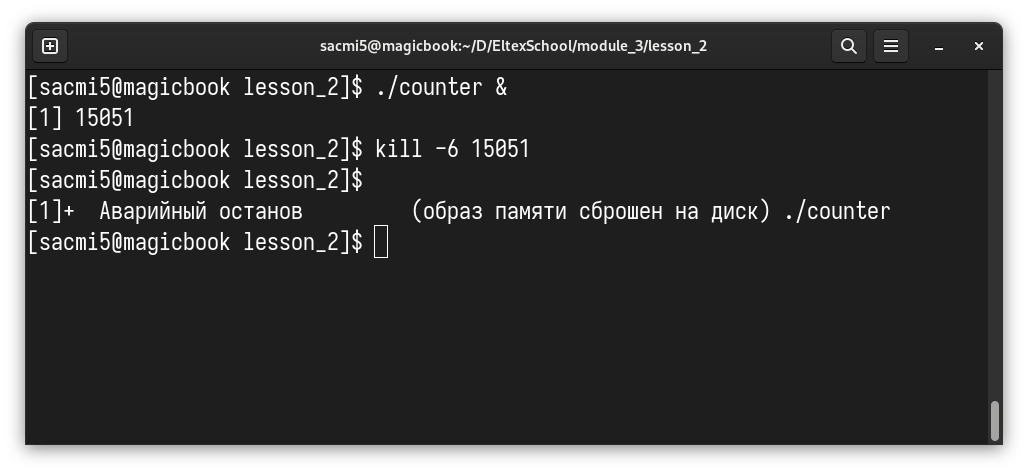 sacmi5@magicbook:~/D/EltexSchool/module_3/lesson_2
[sacmi5@magicbook lesson_2]$ ./counter &
[1] 15051
[sacmi5@magicbook lesson_2]$ kill -6 15051
[sacmi5@magicbook lesson_2]$
[1]+  Аварийный останов         (образ памяти сброшен на диск) ./counter
[sacmi5@magicbook lesson_2]$